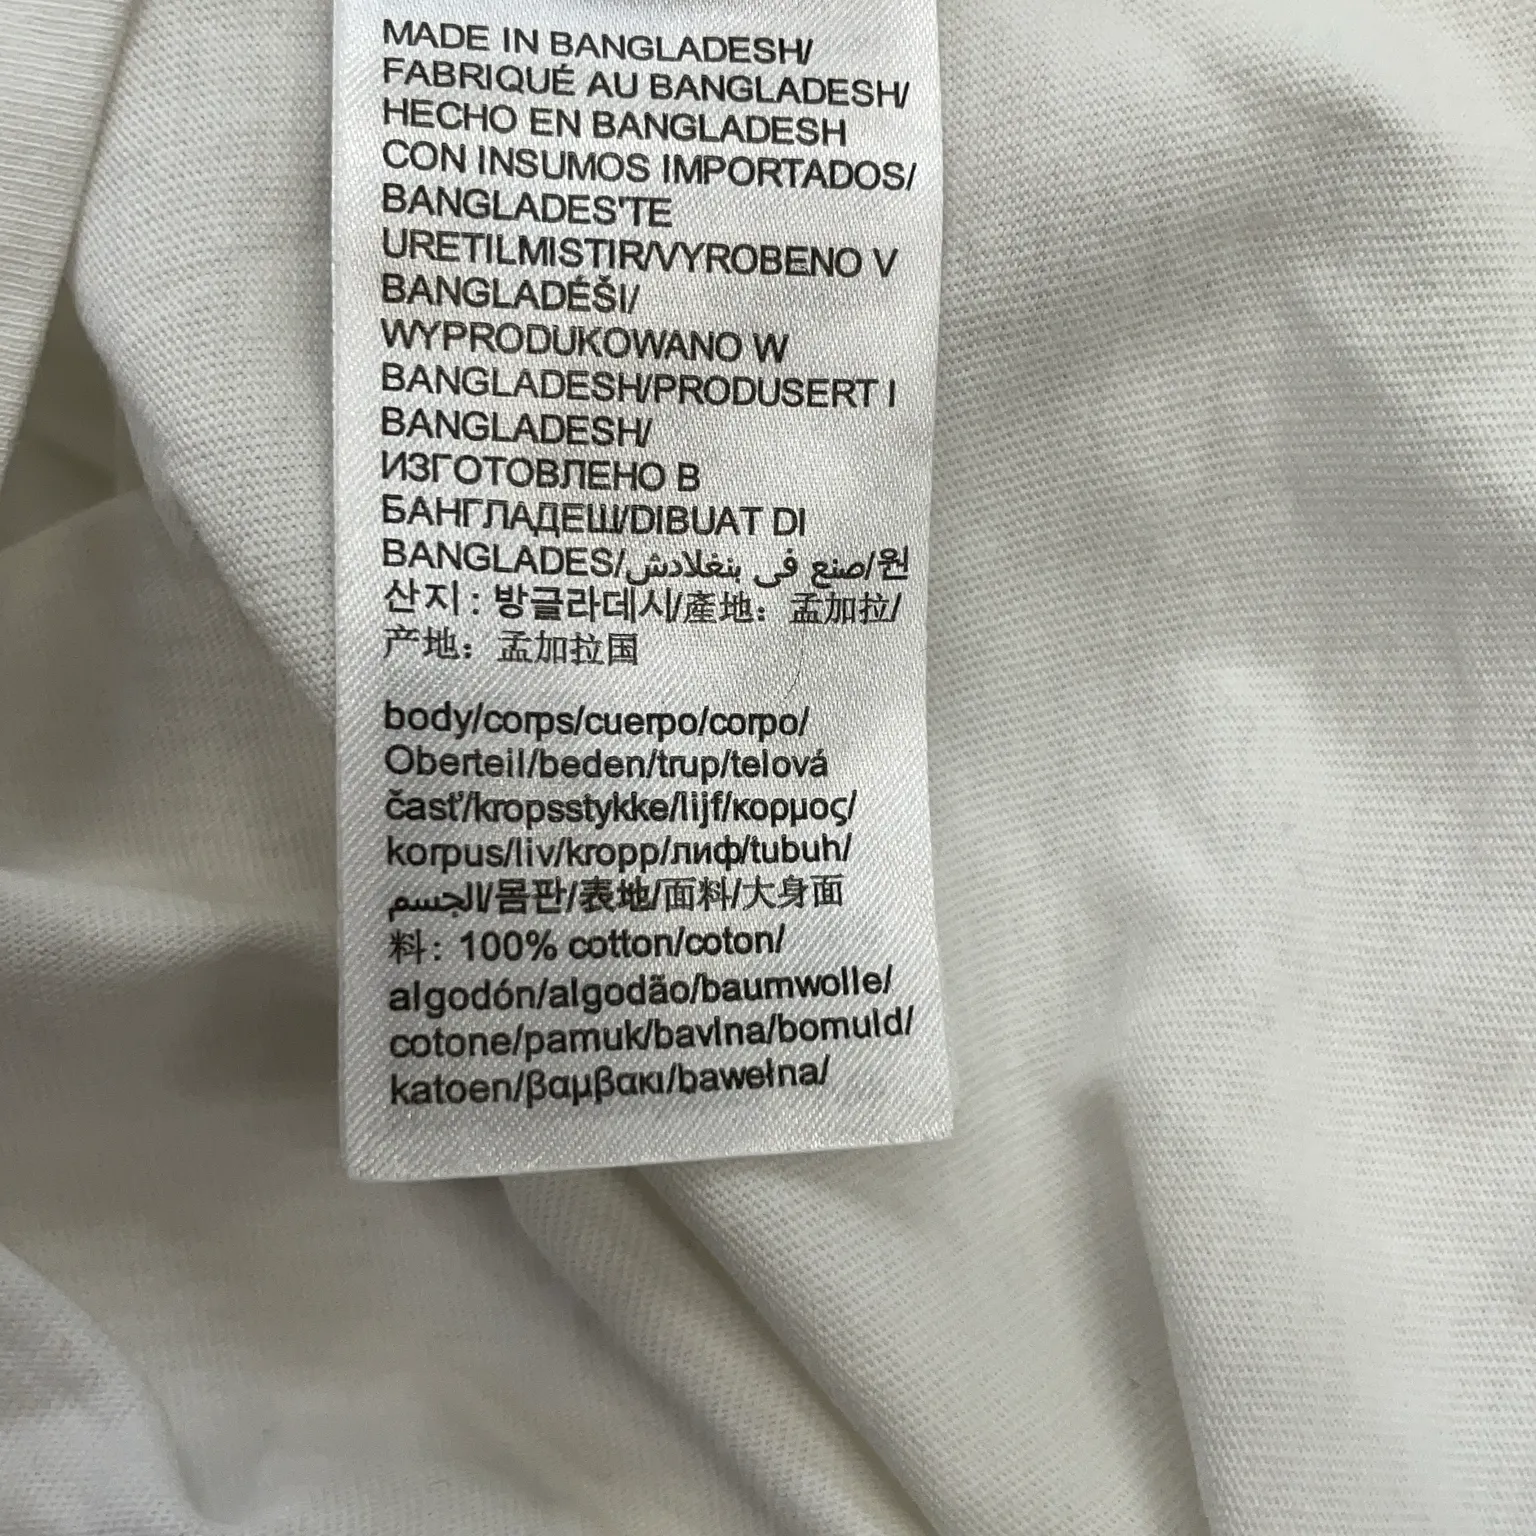 MADE IN BANGLADESH/
FABRIQUÉ AU BANGLADESH/
HECHO EN BANGLADESH
CON INSUMOS IMPORTADOS/
BANGLADES'TE
URETILMISTIR/VYROBENO V
BANGLADÉŠI/
WYPRODUKOWANO W
BANGLADESH/PRODUSERT I
BANGLADESH/
ИЗГОТОВЛЕНО В
БАНГЛАДЕШ/DIBUAT DI
BANGLADES/صنع في بنغلادش/원
산지 : 방글라데시/產地：孟加拉/
产地：孟加拉国
body/corps/cuerpo/corpo/
Oberteil/beden/trup/telová
časť/kropsstykke/lijf/κορμος/
korpus/liv/kropp/лиф/tubuh/
الجسم/몸판/表地/面料/大身面
料：100% cotton/coton/
algodón/algodão/baumwolle/
cotone/pamuk/bavlna/bomuld/
katoen/βαμβακι/bawełna/